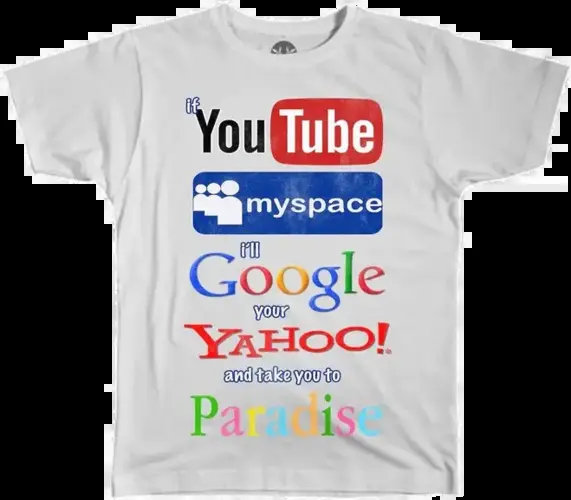 if
YouTube
myspace
i'll
Google
your
YAHOO!
and take you to
Paradise